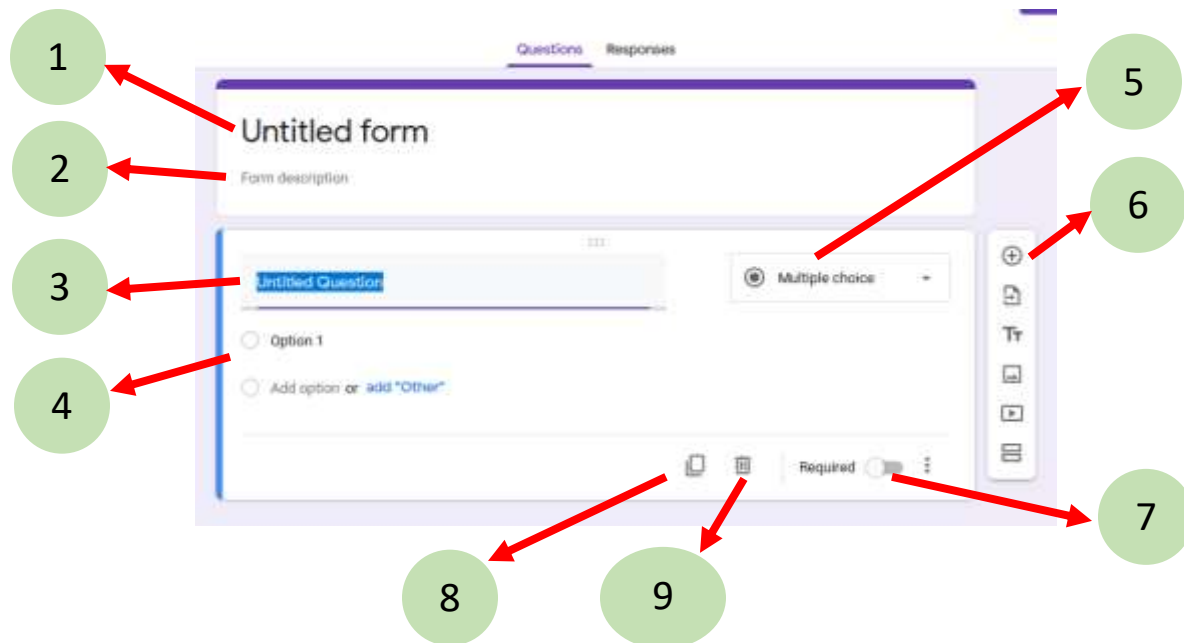 1
Questions Responses
5
Untitled form
2
Form description
6
3
Untitled Question
Multiple choice
Option 1
Tт
4
Add option or add "Other"
Required
7
8
9